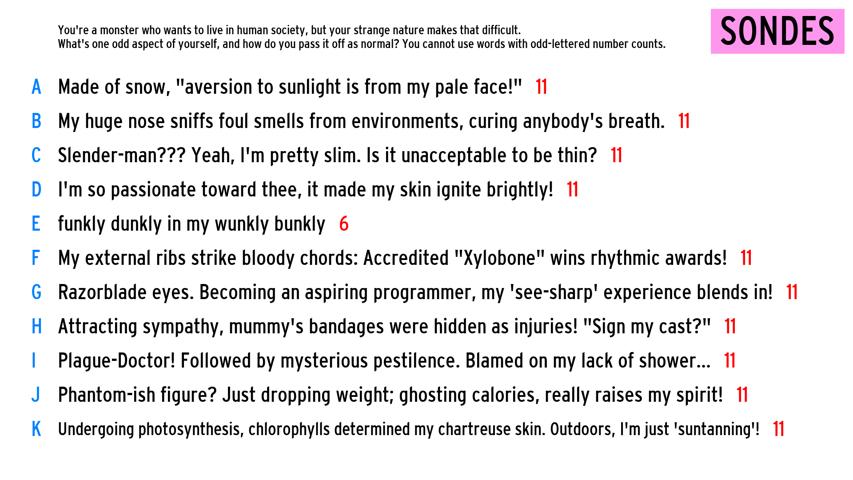 You're a monster who wants to live in human society, but your strange nature makes that difficult.
What's one odd aspect of yourself, and how do you pass it off as normal? You cannot use words with odd-lettered number counts.
SONDES
A Made of snow, "aversion to sunlight is from my pale face!" 11
B My huge nose sniffs foul smells from environments, curing anybody's breath. 11
C Slender-man??? Yeah, I'm pretty slim. Is it unacceptable to be thin? 11
D I'm so passionate toward thee, it made my skin ignite brightly! 11
E funkly dunkly in my wunkly bunkly 6
F My external ribs strike bloody chords: Accredited "Xylobone" wins rhythmic awards! 11
G Razorblade eyes. Becoming an aspiring programmer, my 'see-sharp' experience blends in! 11
H Attracting sympathy, mummy's bandages were hidden as injuries! "Sign my cast?" 11
I Plague-Doctor! Followed by mysterious pestilence. Blamed on my lack of shower... 11
J Phantom-ish figure? Just dropping weight; ghosting calories, really raises my spirit! 11
K Undergoing photosynthesis, chlorophylls determined my chartreuse skin. Outdoors, I'm just 'suntanning'! 11